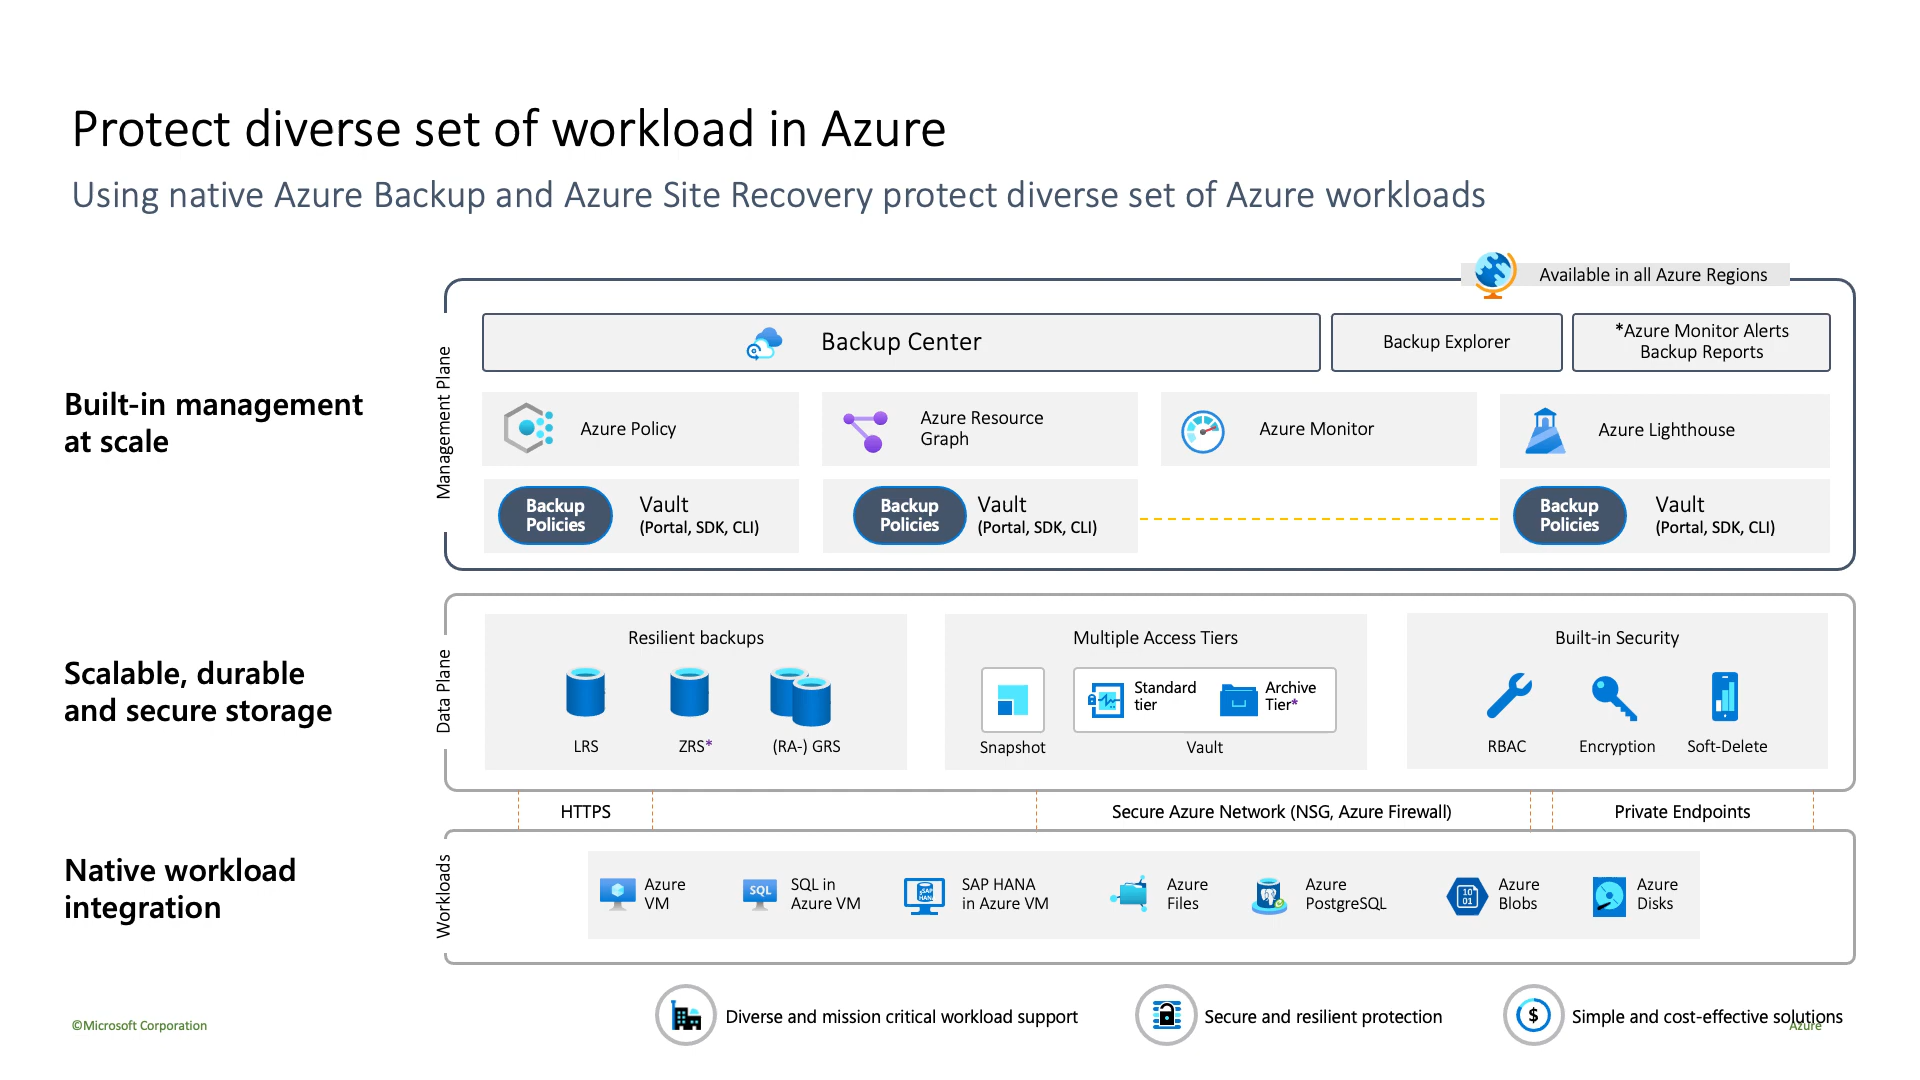 Protect diverse set of workload in Azure
Using native Azure Backup and Azure Site Recovery protect diverse set of Azure workloads
Available in all Azure Regions
Built-in management
at scale
Management Plane
Backup Center
Backup Explorer
*Azure Monitor Alerts
Backup Reports
Azure Policy
Azure Resource
Graph
Azure Monitor
Azure Lighthouse
Backup
Policies
Vault
(Portal, SDK, CLI)
Backup
Policies
Vault
(Portal, SDK, CLI)
Backup
Policies
Vault
(Portal, SDK, CLI)
Scalable, durable
and secure storage
Data Plane
Resilient backups
LRS
ZRS*
(RA-) GRS
Multiple Access Tiers
Snapshot
Standard
tier
Archive
Tier*
Vault
Built-in Security
RBAC
Encryption
Soft-Delete
HTTPS
Secure Azure Network (NSG, Azure Firewall)
Private Endpoints
Native workload
integration
Workloads
Azure
VM
SQL
SQL in
Azure VM
SAP
HANA
SAP HANA
in Azure VM
Azure
Files
Azure
PostgreSQL
10
01
Azure
Blobs
Azure
Disks
©Microsoft Corporation
Diverse and mission critical workload support
Secure and resilient protection
$
Simple and cost-effective solutions
Azure